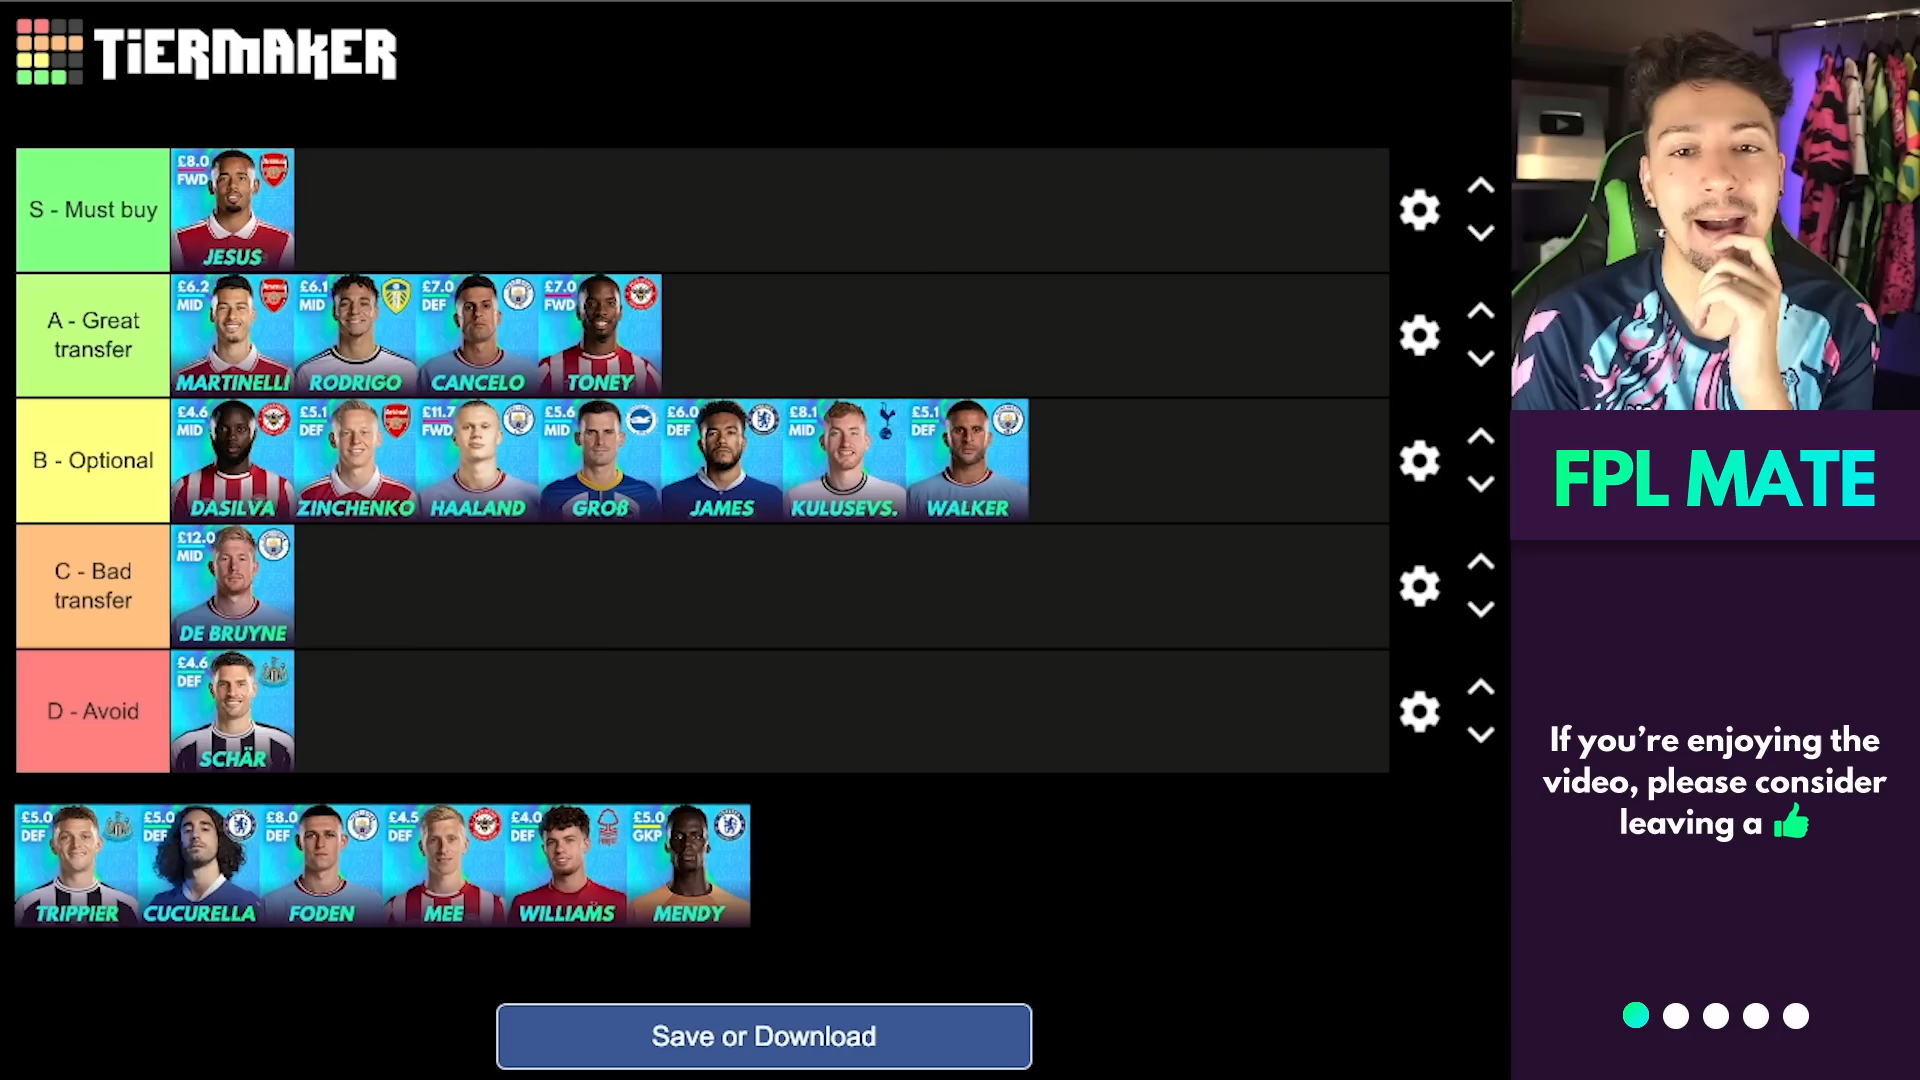 TiERMAKER
S - Must buy
£8.0
FWD
JESUS
A - Great
transfer
£6.2
MID
MARTINELLI
£6.1
MID
RODRIGO
£7.0
DEF
CANCELO
£7.0
FWD
TONEY
B - Optional
£4.6
MID
DASILVA
£5.1
DEF
ZINCHENKO
£11.7
FWD
HAALAND
£5.6
MID
GROß
£6.0
DEF
JAMES
£8.1
MID
KULUSEVS.
£5.1
DEF
WALKER
C - Bad
transfer
£12.0
MID
DE BRUYNE
D - Avoid
£4.6
DEF
SCHÄR
£5.0
DEF
TRIPPIER
£5.0
DEF
CUCURELLA
£8.0
DEF
FODEN
£4.5
DEF
MEE
£4.0
DEF
WILLIAMS
£5.0
GKP
MENDY
Save or Download
FPL MATE
If you're enjoying the
video, please consider
leaving a